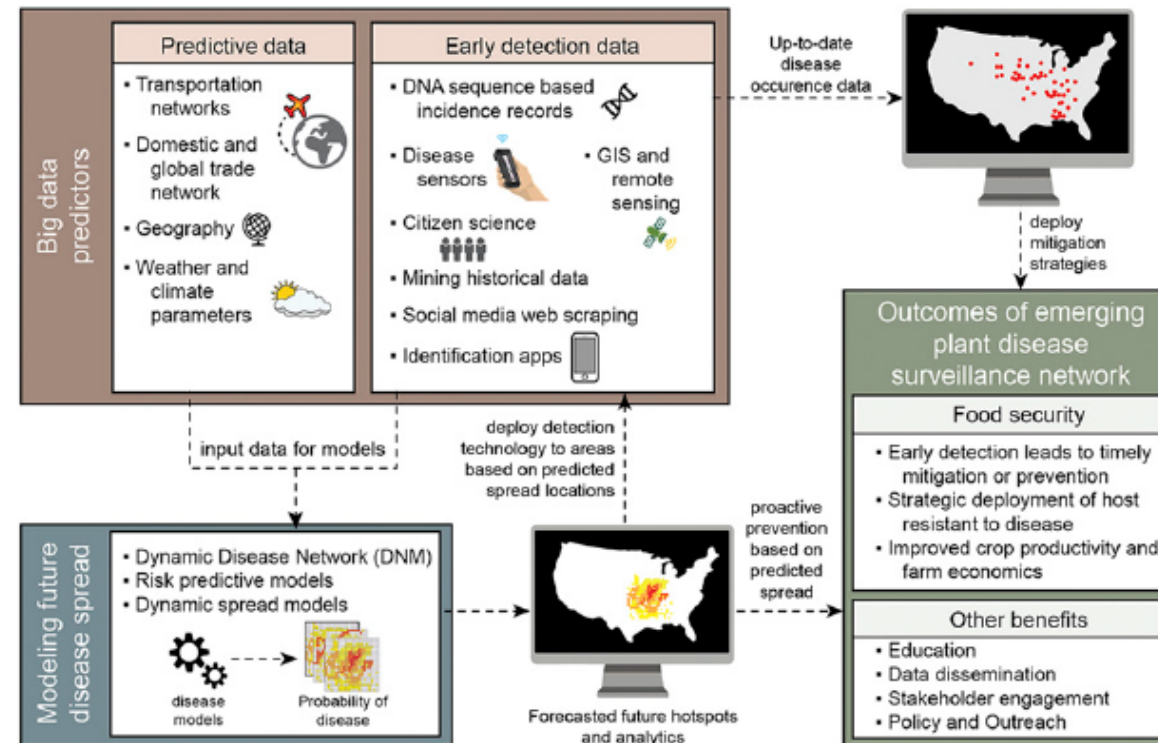 Big data
predictors
Predictive data
• Transportation
networks
• Domestic and
global trade
network
• Geography
• Weather and
climate
parameters
Early detection data
• DNA sequence based
incidence records
• Disease
sensors
• GIS and
remote
sensing
• Citizen science
• Mining historical data
• Social media web scraping
• Identification apps
Up-to-date
disease
occurence data
deploy
mitigation
strategies
input data for models
deploy detection
technology to areas
based on predicted
spread locations
Modeling future
disease spread
• Dynamic Disease Network (DNM)
• Risk predictive models
• Dynamic spread models
disease
models
Probability of
disease
Forecasted future hotspots
and analytics
proactive
prevention
based on
predicted
spread
Outcomes of emerging
plant disease
surveillance network
Food security
• Early detection leads to timely
mitigation or prevention
• Strategic deployment of host
resistant to disease
• Improved crop productivity and
farm economics
Other benefits
• Education
• Data dissemination
• Stakeholder engagement
• Policy and Outreach